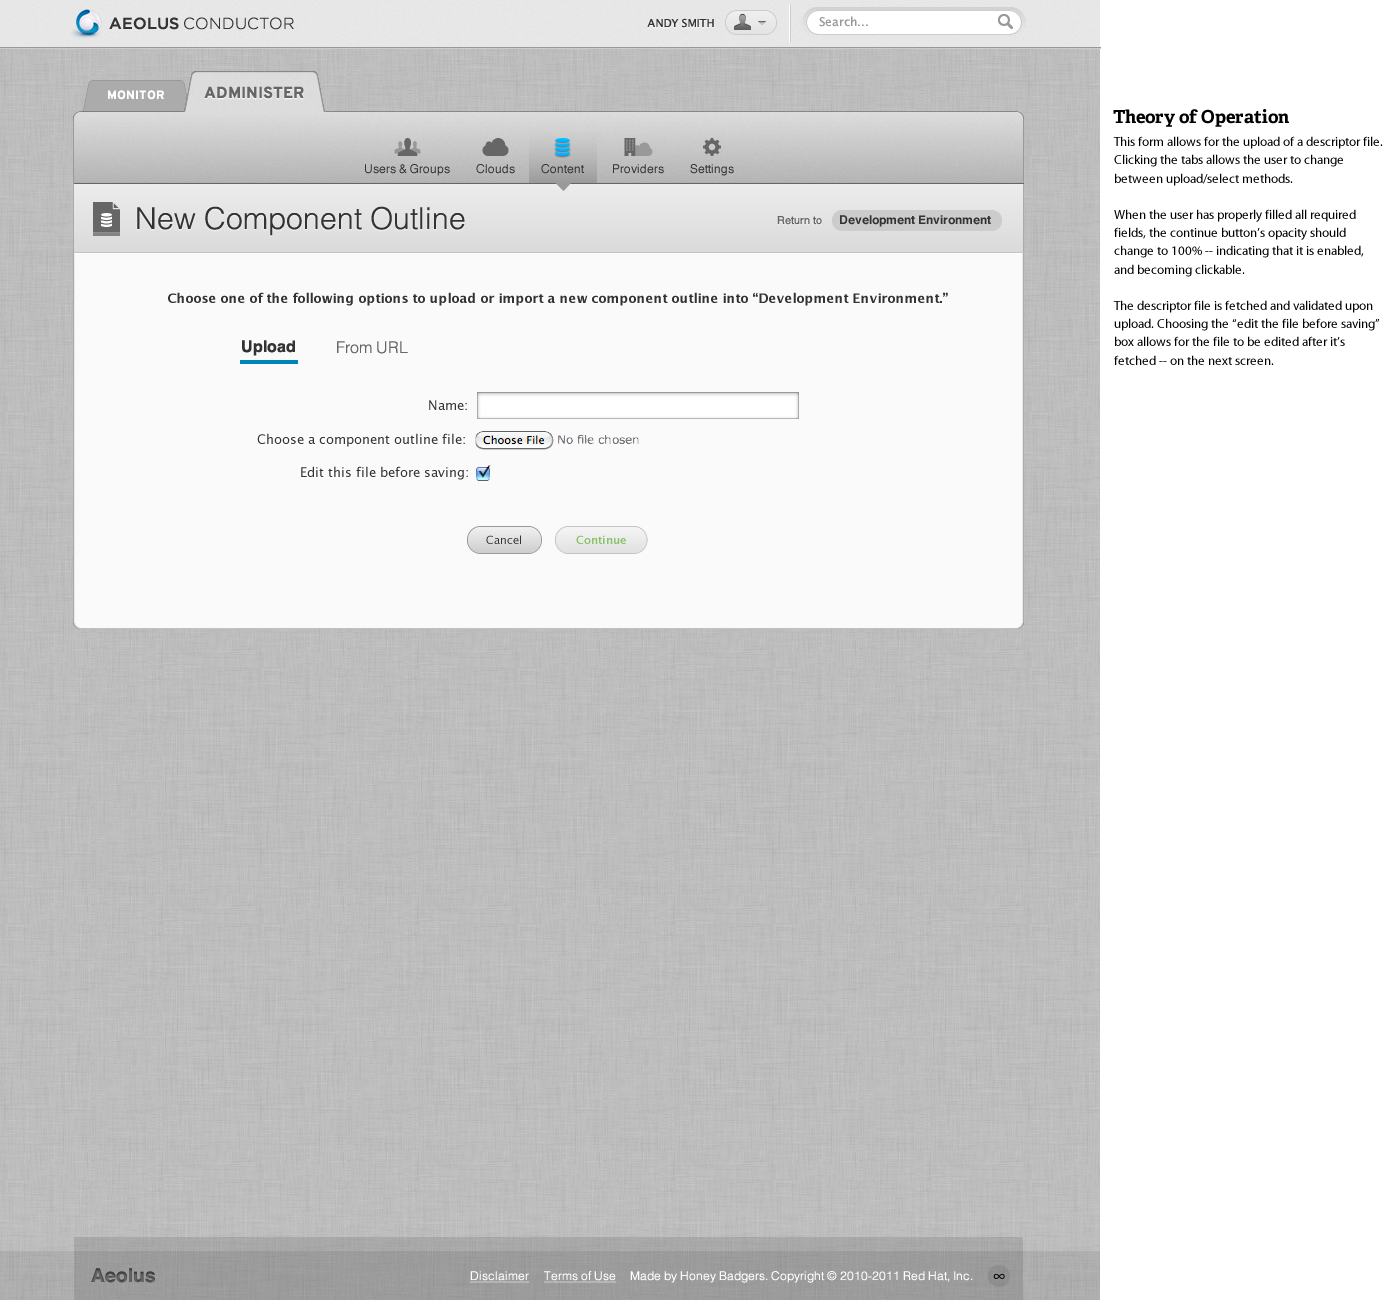 AEOLUS CONDUCTOR
ANDY SMITH
Search...
MONITOR
ADMINISTER
Users & Groups
Clouds
Content
Providers
Settings
New Component Outline
Return to
Development Environment
Choose one of the following options to upload or import a new component outline into “Development Environment.”
Upload
From URL
Name:
Choose a component outline file:
Choose File
No file chosen
Edit this file before saving:
Cancel
Continue
Aeolus
Disclaimer
Terms of Use
Made by Honey Badgers. Copyright © 2010-2011 Red Hat, Inc.
Theory of Operation
This form allows for the upload of a descriptor file.
Clicking the tabs allows the user to change
between upload/select methods.
When the user has properly filled all required
fields, the continue button’s opacity should
change to 100% -- indicating that it is enabled,
and becoming clickable.
The descriptor file is fetched and validated upon
upload. Choosing the “edit the file before saving”
box allows for the file to be edited after it’s
fetched -- on the next screen.